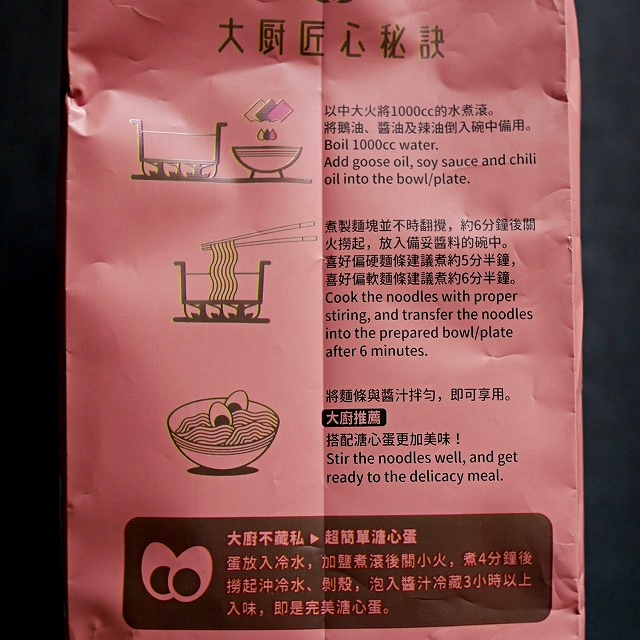 大廚匠心秘訣
以中大火將1000cc的水煮滾。
將鵝油、醬油及辣油倒入碗中備用。
Boil 1000cc water.
Add goose oil, soy sauce and chili
oil into the bowl/plate.
煮製麵塊並不時翻攪，約6分鐘後關
火撈起，放入備妥醬料的碗中。
喜好偏硬麵條建議煮約5分半鐘，
喜好偏軟麵條建議煮約6分半鐘。
Cook the noodles with proper
stiring, and transfer the noodles
into the prepared bowl/plate
after 6 minutes.
將麵條與醬汁拌勻，即可享用。
大廚推薦
搭配溏心蛋更加美味！
Stir the noodles well, and get
ready to the delicacy meal.
大廚不藏私 ▶ 超簡單溏心蛋
蛋放入冷水，加鹽煮滾後關小火，煮4分鐘後
撈起沖冷水、剝殼，泡入醬汁冷藏3小時以上
入味，即是完美溏心蛋。